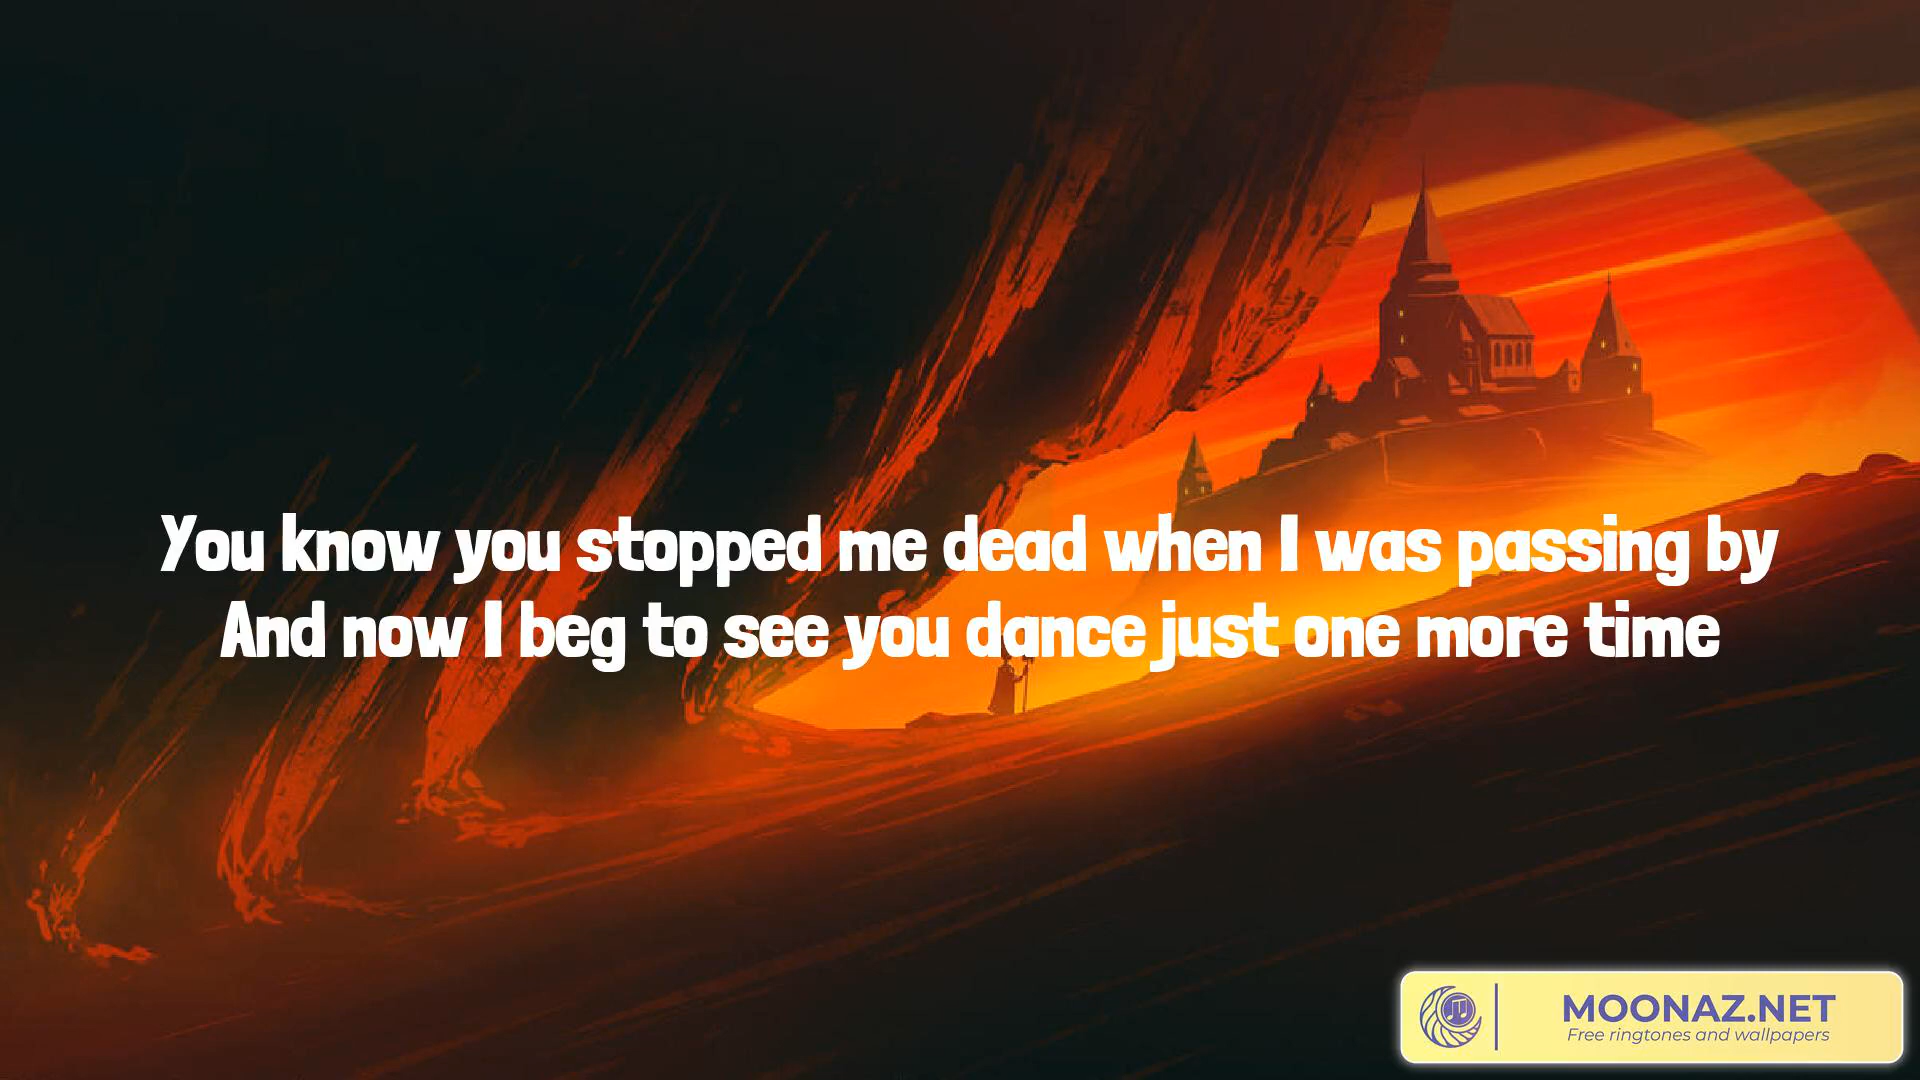 You know you stopped me dead when I was passing by
And now I beg to see you dance just one more time
MOONAZ.NET
Free ringtones and wallpapers